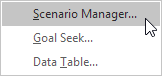 Scenario Manager...
Goal Seek...
Data Table...